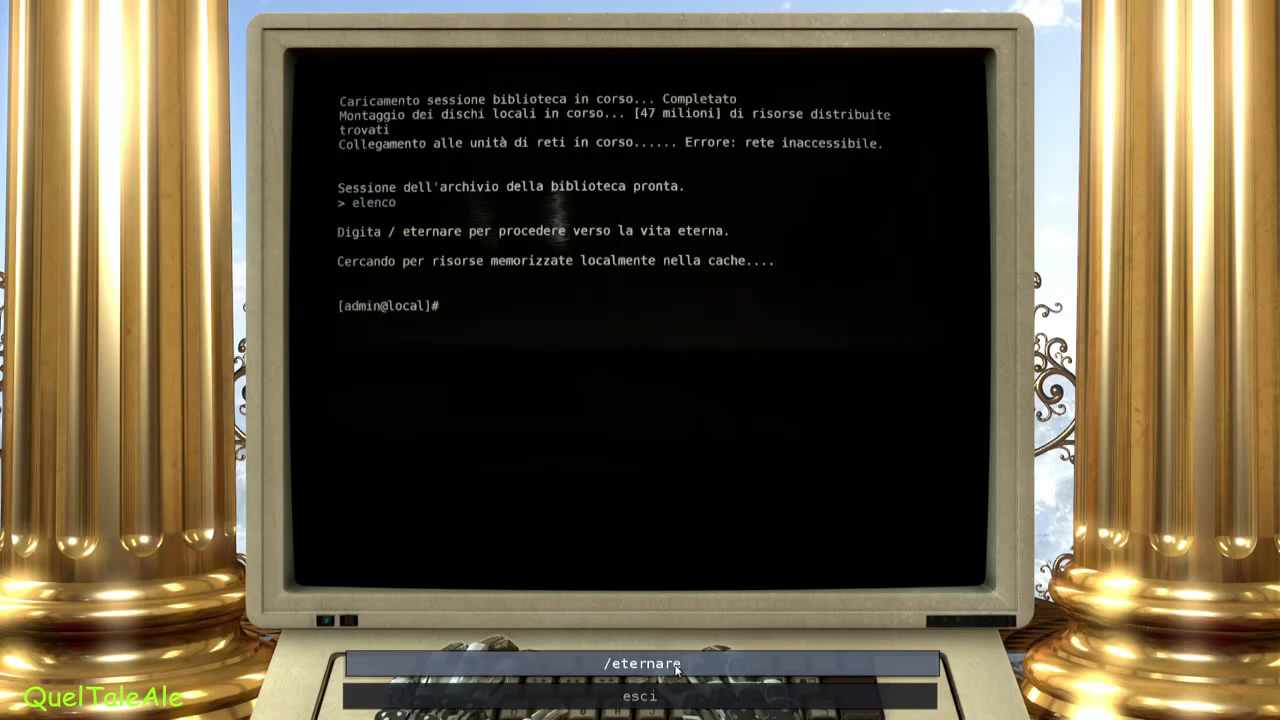 Caricamento sessione biblioteca in corso... Completato
Montaggio dei dischi locali in corso... [47 milioni] di risorse distribuite
trovati
Collegamento alle unità di reti in corso...... Errore: rete inaccessibile.
Sessione dell'archivio della biblioteca pronta.
> elenco
Digita / eternare per procedere verso la vita eterna.
Cercando per risorse memorizzate localmente nella cache....
[admin@local]#
/eternare
esci
QuelTaleAle